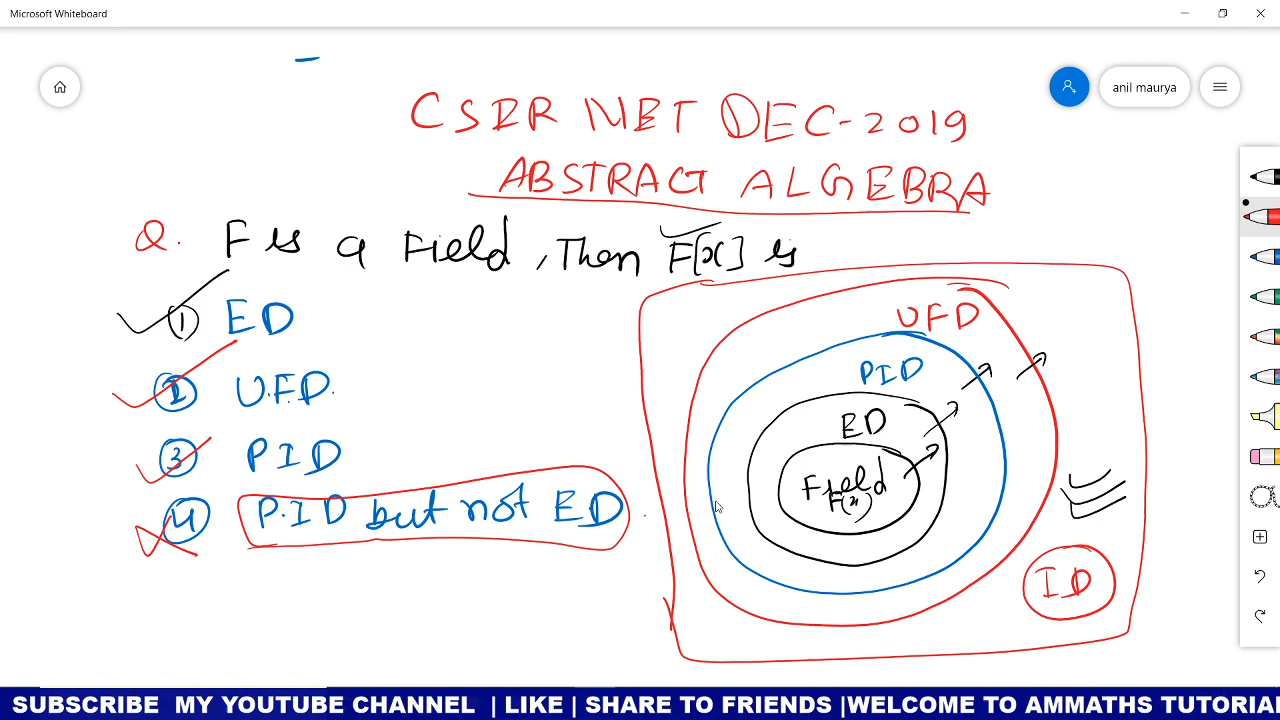 Microsoft Whiteboard
anil maurya
CSIR NET DEC-2019
ABSTRACT ALGEBRA
Q. F is a Field, Then F[x] is
① ED
② U.F.D.
③ PID
④ P.I.D but not ED.
UFD
PID
ED
Field
F[x]
ID
SUBSCRIBE MY YOUTUBE CHANNEL | LIKE | SHARE TO FRIENDS |WELCOME TO AMMATHS TUTORIA